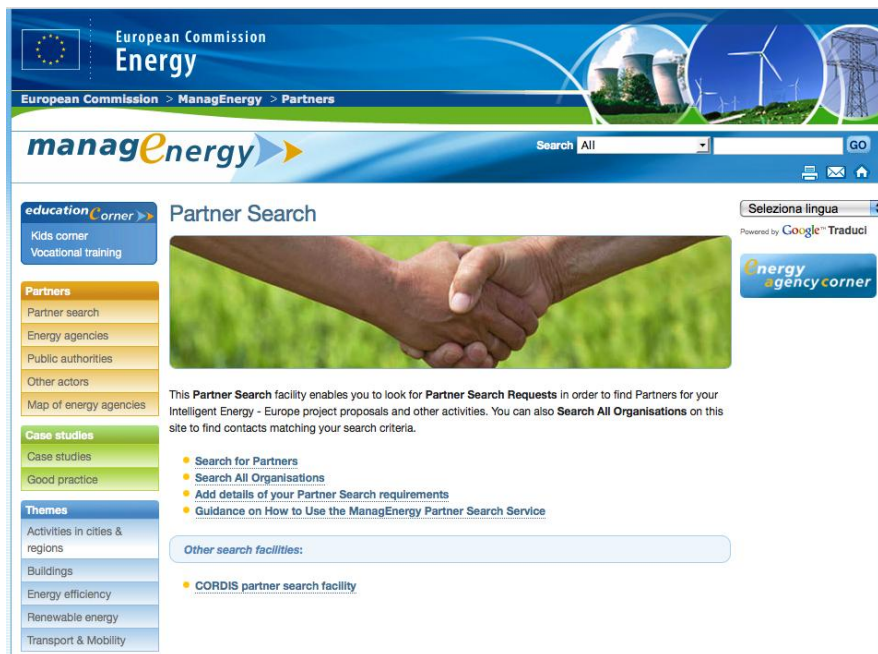 European Commission
Energy
European Commission > ManagEnergy > Partners
managenergy
Search All GO
education Corner
Kids corner
Vocational training
Partners
Partner search
Energy agencies
Public authorities
Other actors
Map of energy agencies
Case studies
Case studies
Good practice
Themes
Activities in cities &
regions
Buildings
Energy efficiency
Renewable energy
Transport & Mobility
Partner Search
This Partner Search facility enables you to look for Partner Search Requests in order to find Partners for your
Intelligent Energy - Europe project proposals and other activities. You can also Search All Organisations on this
site to find contacts matching your search criteria.
Search for Partners
Search All Organisations
Add details of your Partner Search requirements
Guidance on How to Use the ManagEnergy Partner Search Service
Other search facilities:
CORDIS partner search facility
Seleziona lingua
Powered by Google™ Traduci
energy
agency corner